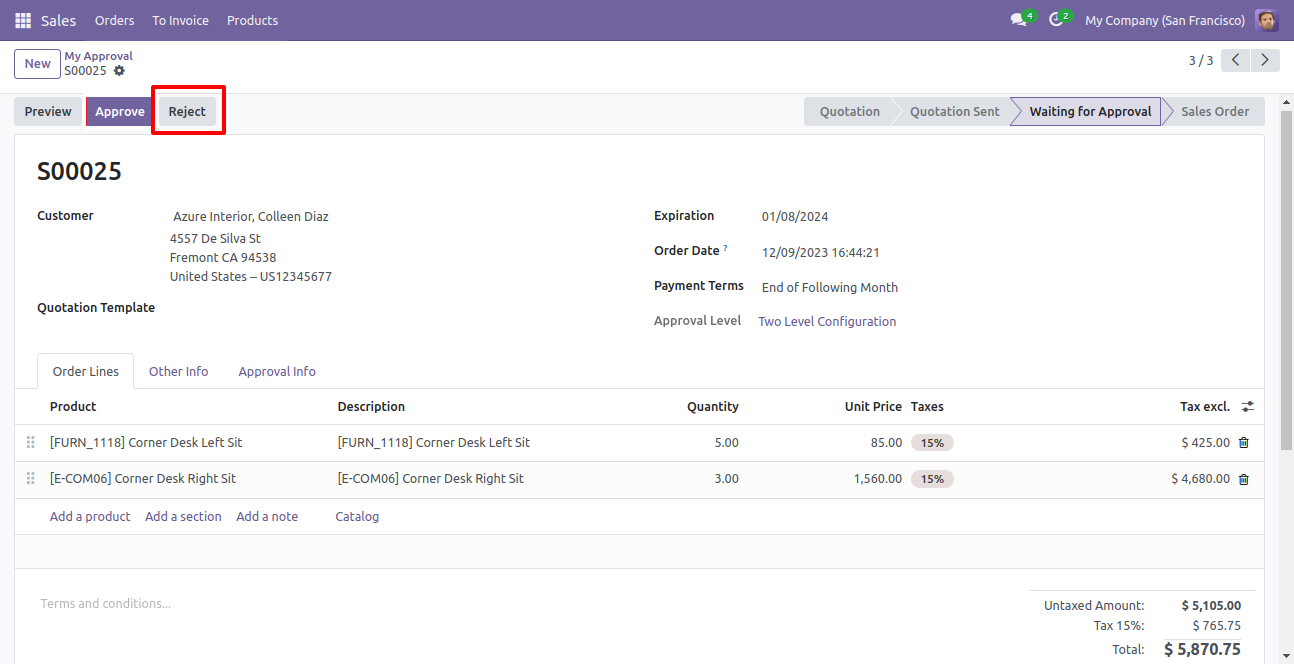 Sales Orders To Invoice Products 4 2 My Company (San Francisco)
New My Approval
S00025 3 / 3
Preview Approve Reject Quotation Quotation Sent Waiting for Approval Sales Order
S00025
Customer Azure Interior, Colleen Diaz Expiration 01/08/2024
4557 De Silva St
Fremont CA 94538 Order Date ? 12/09/2023 16:44:21
United States – US12345677 Payment Terms End of Following Month
Quotation Template
Approval Level Two Level Configuration
Order Lines Other Info Approval Info
Product Description Quantity Unit Price Taxes Tax excl.
[FURN_1118] Corner Desk Left Sit [FURN_1118] Corner Desk Left Sit 5.00 85.00 15% $ 425.00
[E-COM06] Corner Desk Right Sit [E-COM06] Corner Desk Right Sit 3.00 1,560.00 15% $ 4,680.00
Add a product Add a section Add a note Catalog
Terms and conditions... Untaxed Amount: $ 5,105.00
Tax 15%: $ 765.75
Total: $ 5,870.75